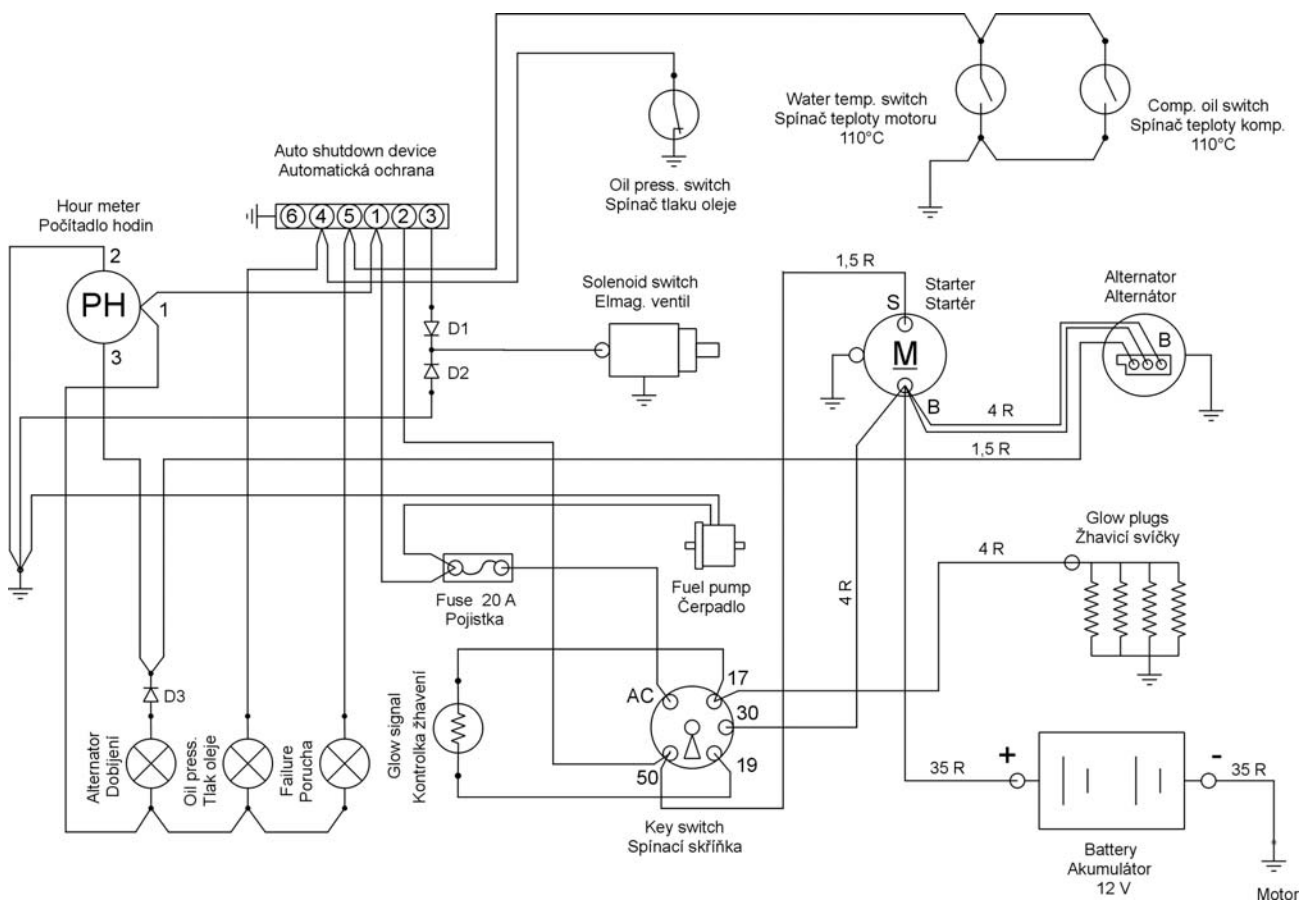 Water temp. switch
Spínač teploty motoru
110°C
Comp. oil switch
Spínač teploty komp.
110°C
Auto shutdown device
Automatická ochrana
Oil press. switch
Spínač tlaku oleje
Hour meter
Počítadlo hodin
6 4 5 1 2 3
2
PH
1
3
D1
D2
Solenoid switch
Elmag. ventil
1,5 R
S
Starter
Startér
M
B
Alternator
Alternátor
B
4 R
1,5 R
Glow plugs
Žhavicí svíčky
4 R
4 R
Fuse 20 A
Pojistka
Fuel pump
Čerpadlo
D3
Alternator
Dobíjení
Oil press.
Tlak oleje
Failure
Porucha
Glow signal
Kontrolka žhavení
AC
17
30
50
19
Key switch
Spínací skříňka
35 R
+
-
35 R
Battery
Akumulátor
12 V
Motor